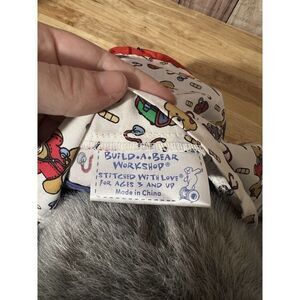 BUILD-A-BEAR
WORKSHOP®
STITCHED WITH LOVE®
FOR AGES 3 AND UP
Made in China